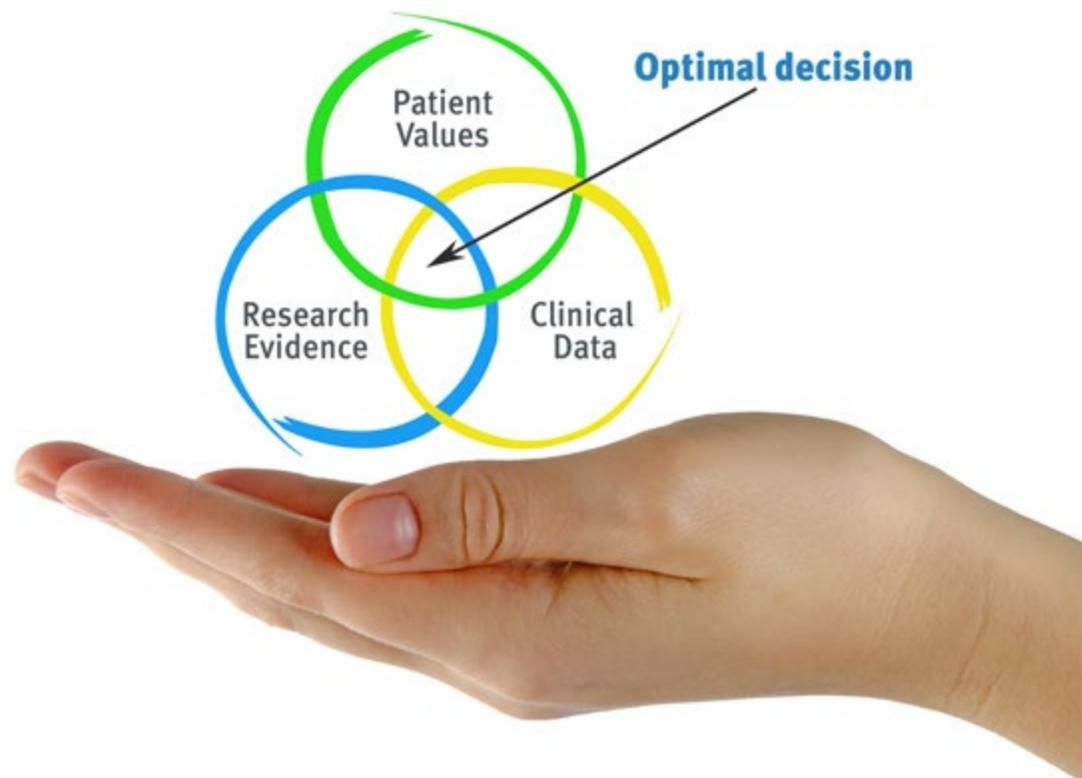 Optimal decision
Patient
Values
Research
Evidence
Clinical
Data